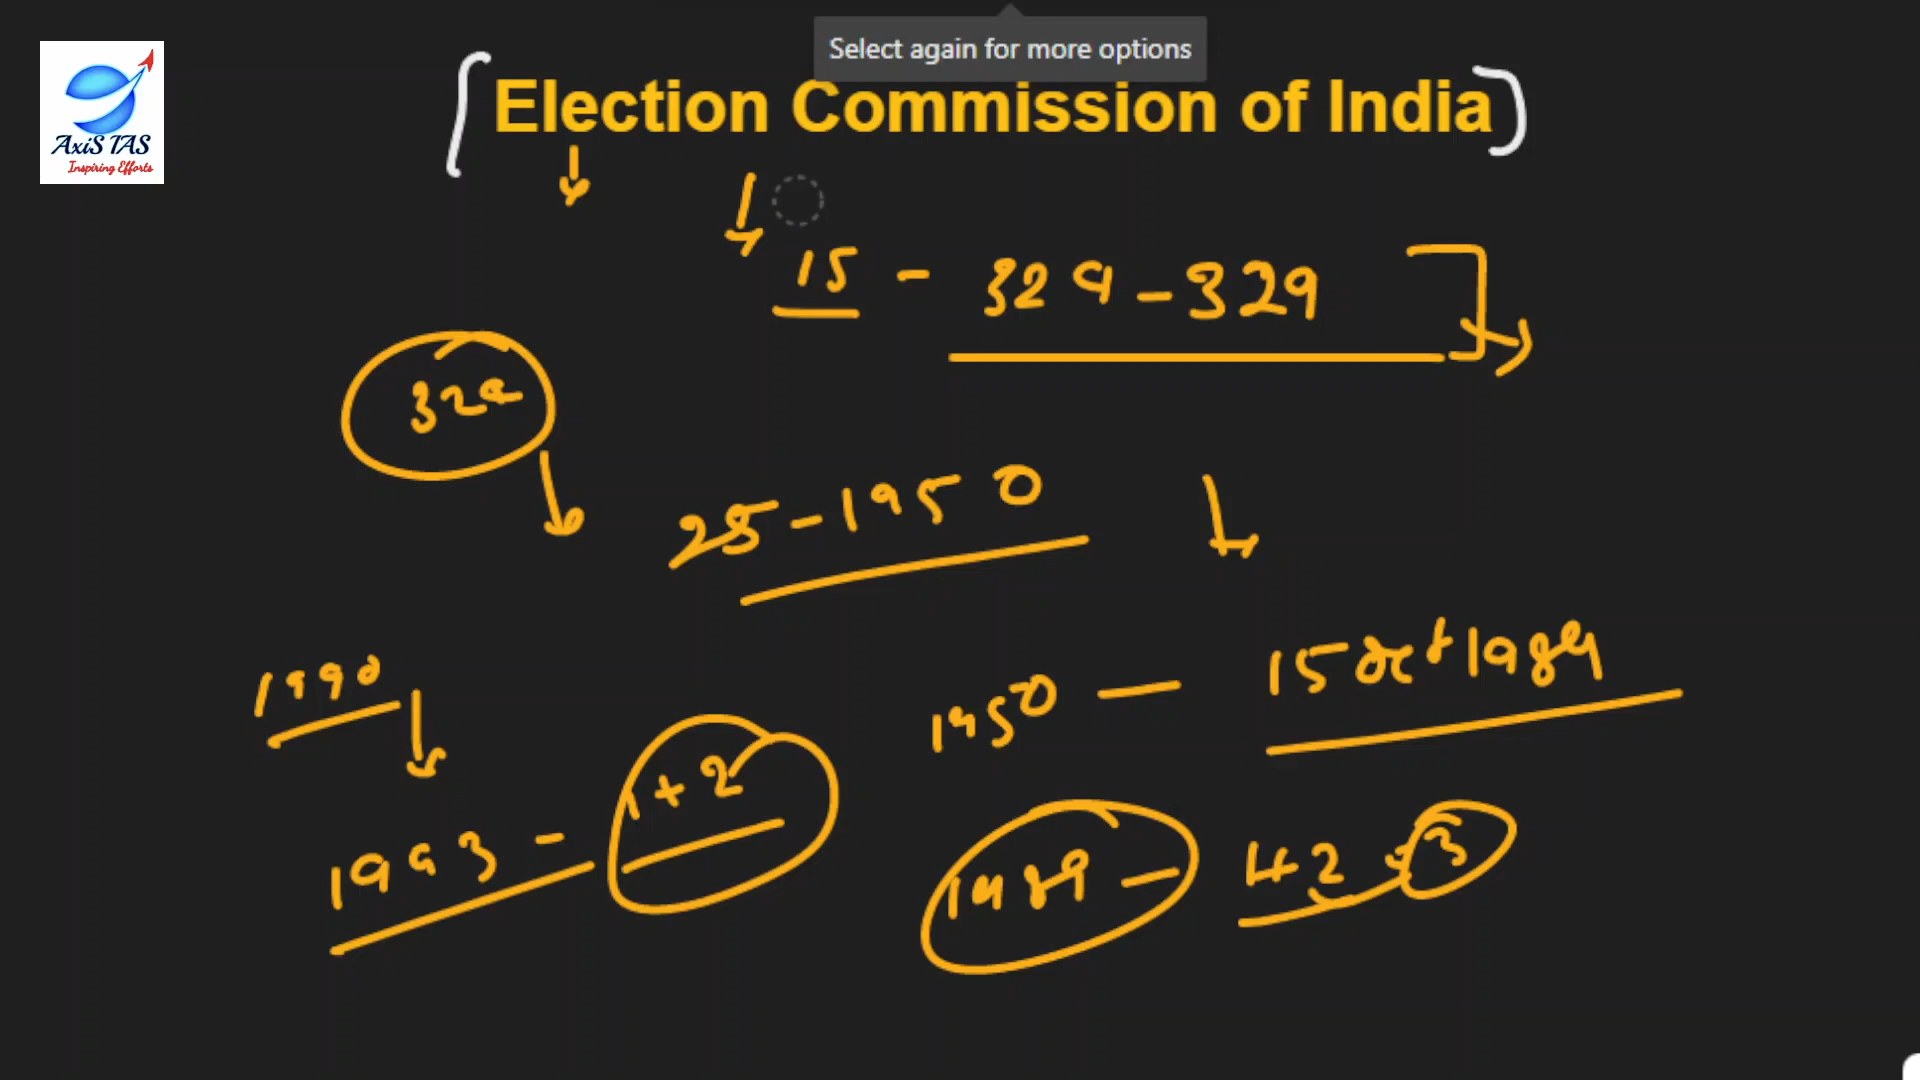 Select again for more options
AxiS TAS
Inspiring Efforts
Election Commission of India
15 - 324 - 329
324
25 - 1950
1950 — 15 Oct 1989
1990
1993 - 1+2
1989 - 42 3